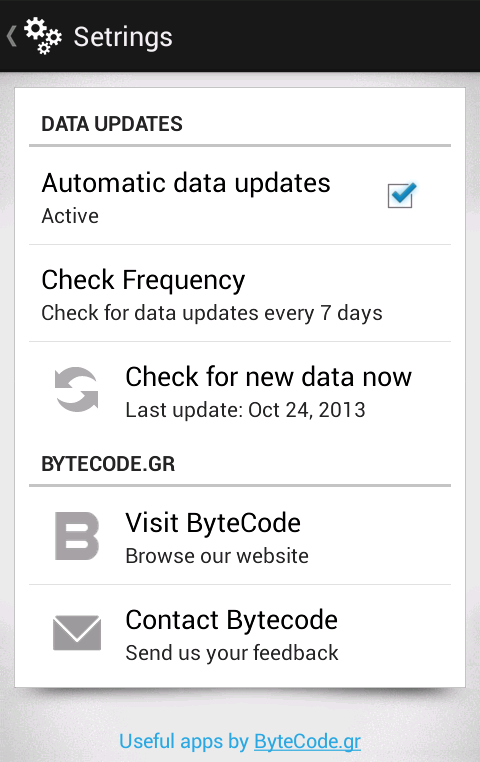 Setrings
DATA UPDATES
Automatic data updates
Active
Check Frequency
Check for data updates every 7 days
Check for new data now
Last update: Oct 24, 2013
BYTECODE.GR
Visit ByteCode
Browse our website
Contact Bytecode
Send us your feedback
Useful apps by ByteCode.gr